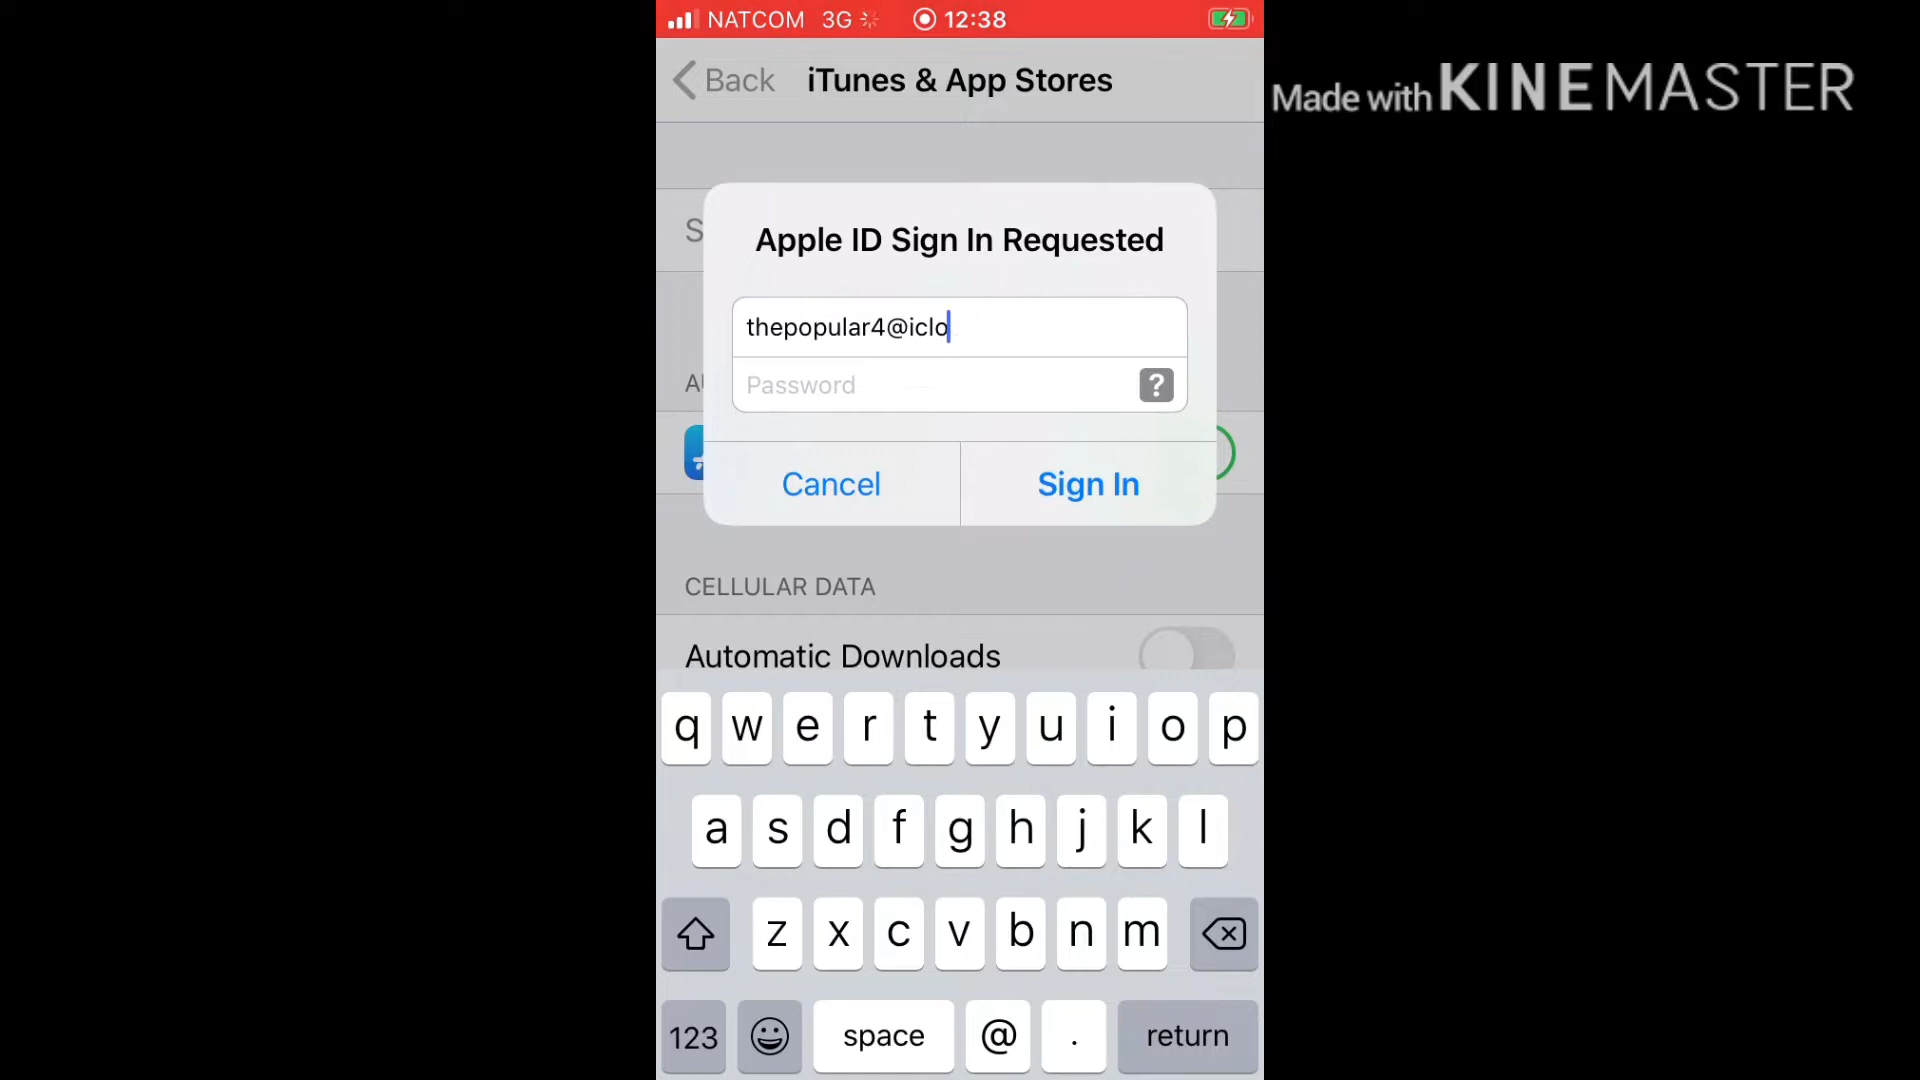 NATCOM 3G 12:38
Back iTunes & App Stores
Made with KINEMASTER
S
Apple ID Sign In Requested
thepopular4@iclo
Password ?
AU
Cancel Sign In
CELLULAR DATA
Automatic Downloads
q w e r t y u i o p
a s d f g h j k l
z x c v b n m
123 space @ . return